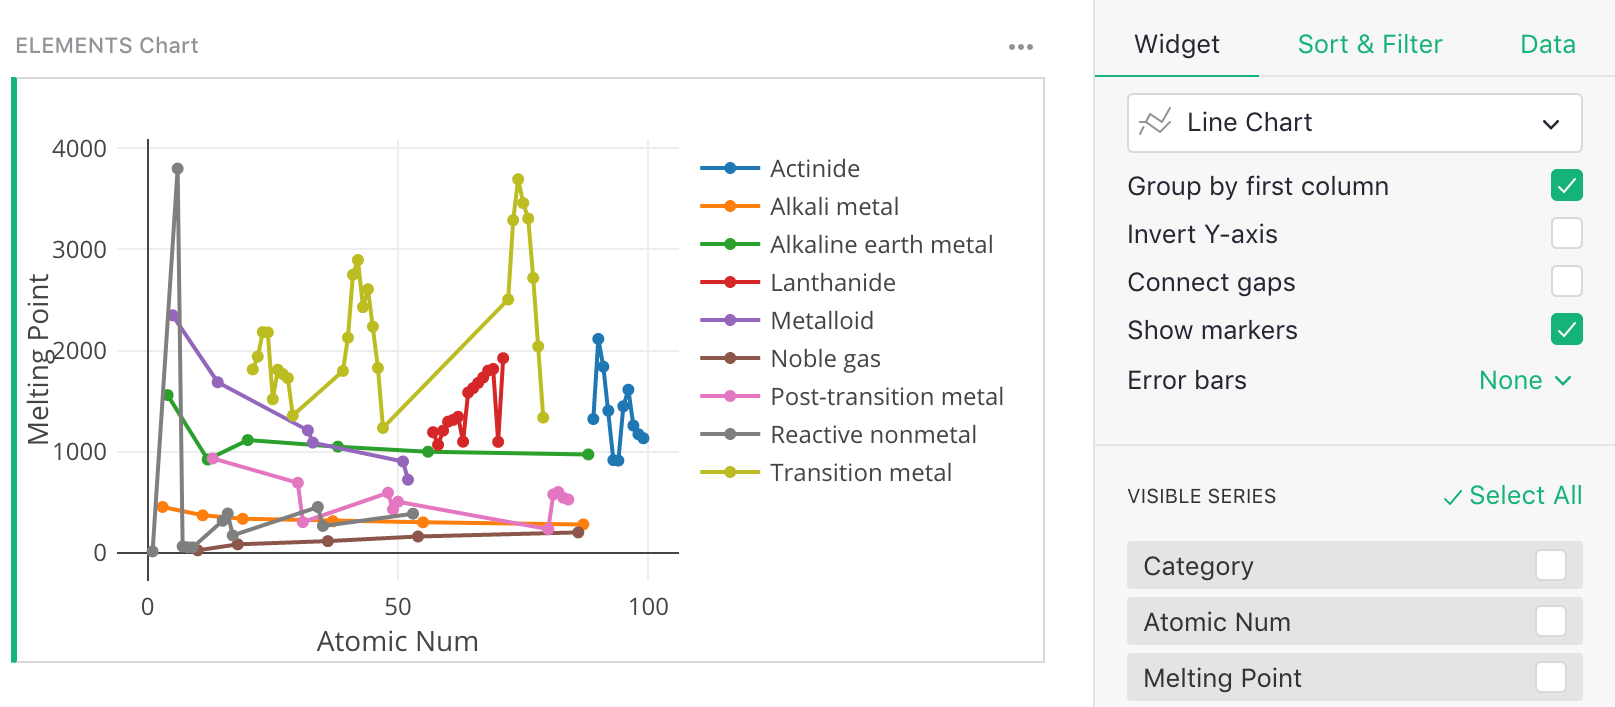 ELEMENTS Chart
4000
3000
2000
1000
0
Melting Point
0 50 100
Atomic Num
Actinide
Alkali metal
Alkaline earth metal
Lanthanide
Metalloid
Noble gas
Post-transition metal
Reactive nonmetal
Transition metal
Widget Sort & Filter Data
Line Chart
Group by first column
Invert Y-axis
Connect gaps
Show markers
Error bars None
VISIBLE SERIES Select All
Category
Atomic Num
Melting Point